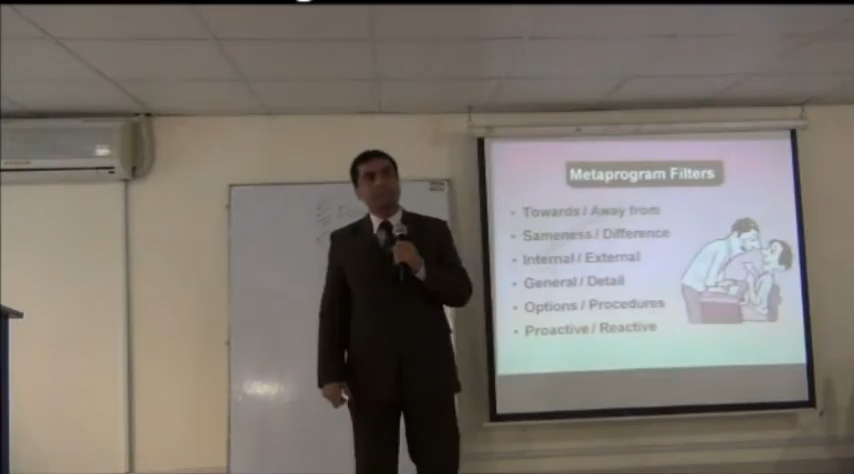 Metaprogram Filters
• Towards / Away from
• Sameness / Difference
• Internal / External
• General / Detail
• Options / Procedures
• Proactive / Reactive